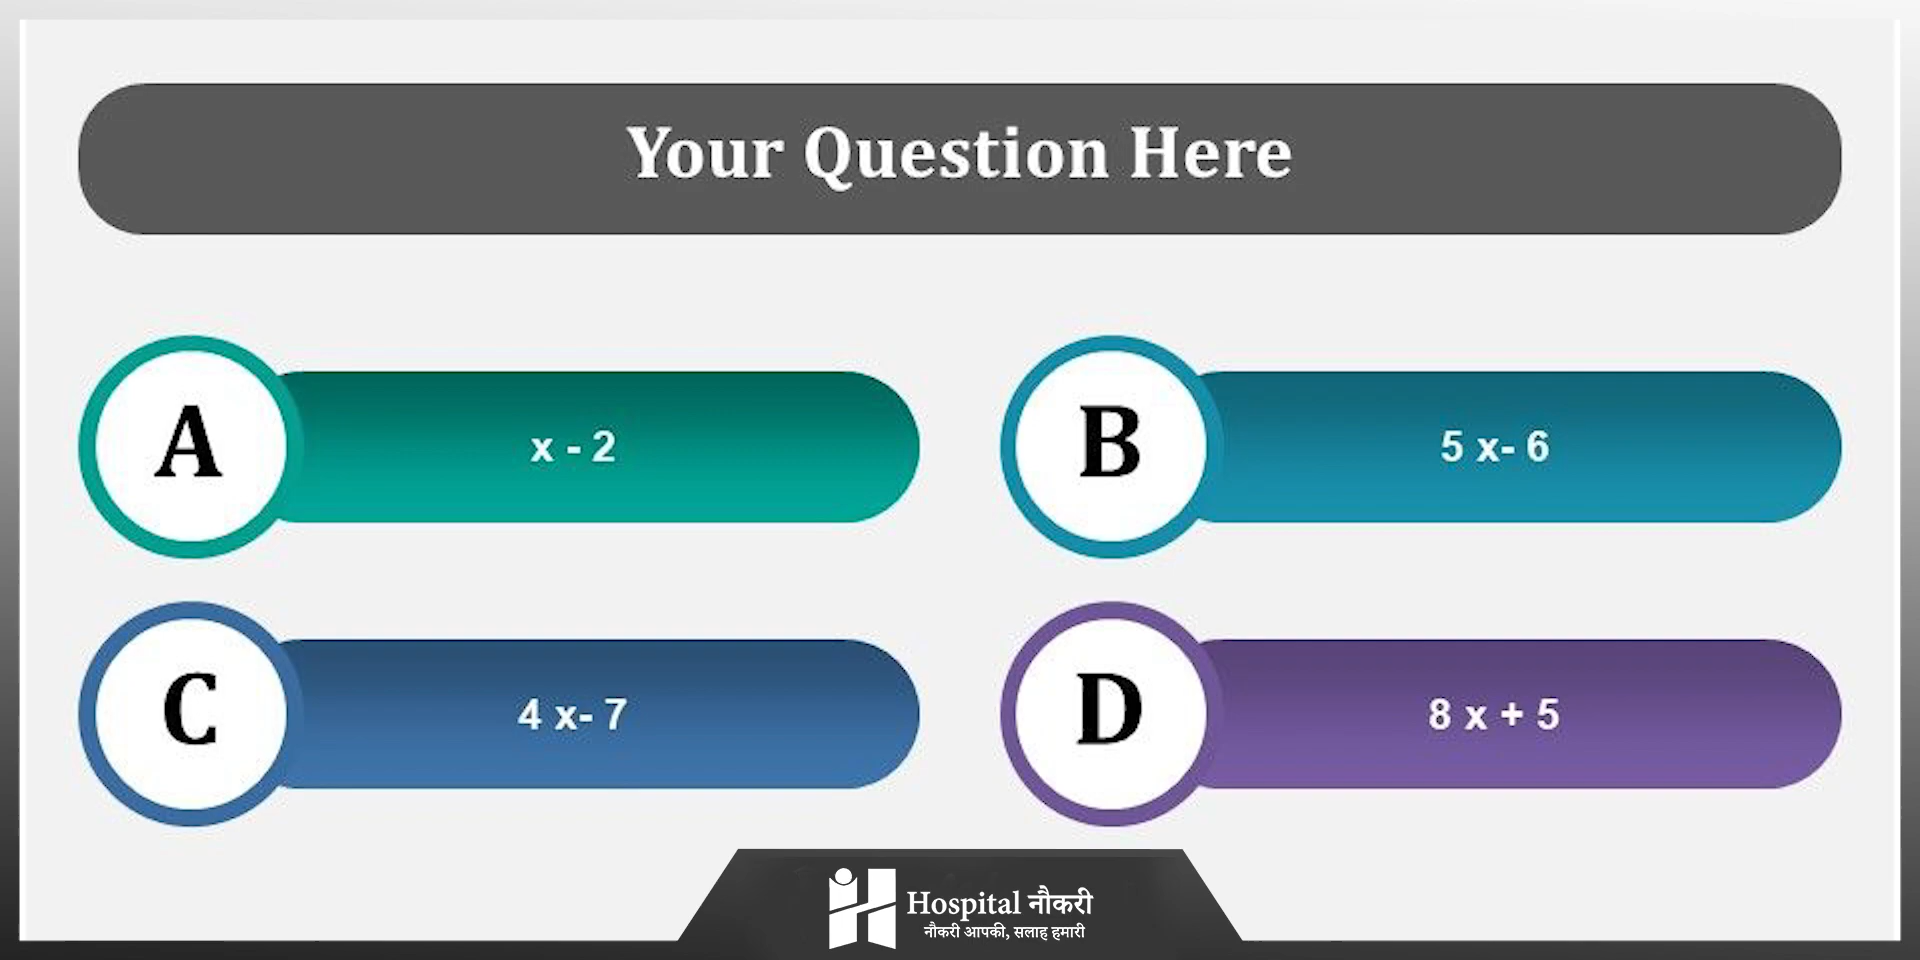 Your Question Here
A
x - 2
B
5 x- 6
C
4 x- 7
D
8 x + 5
Hospital नौकरी
नौकरी आपकी, सलाह हमारी